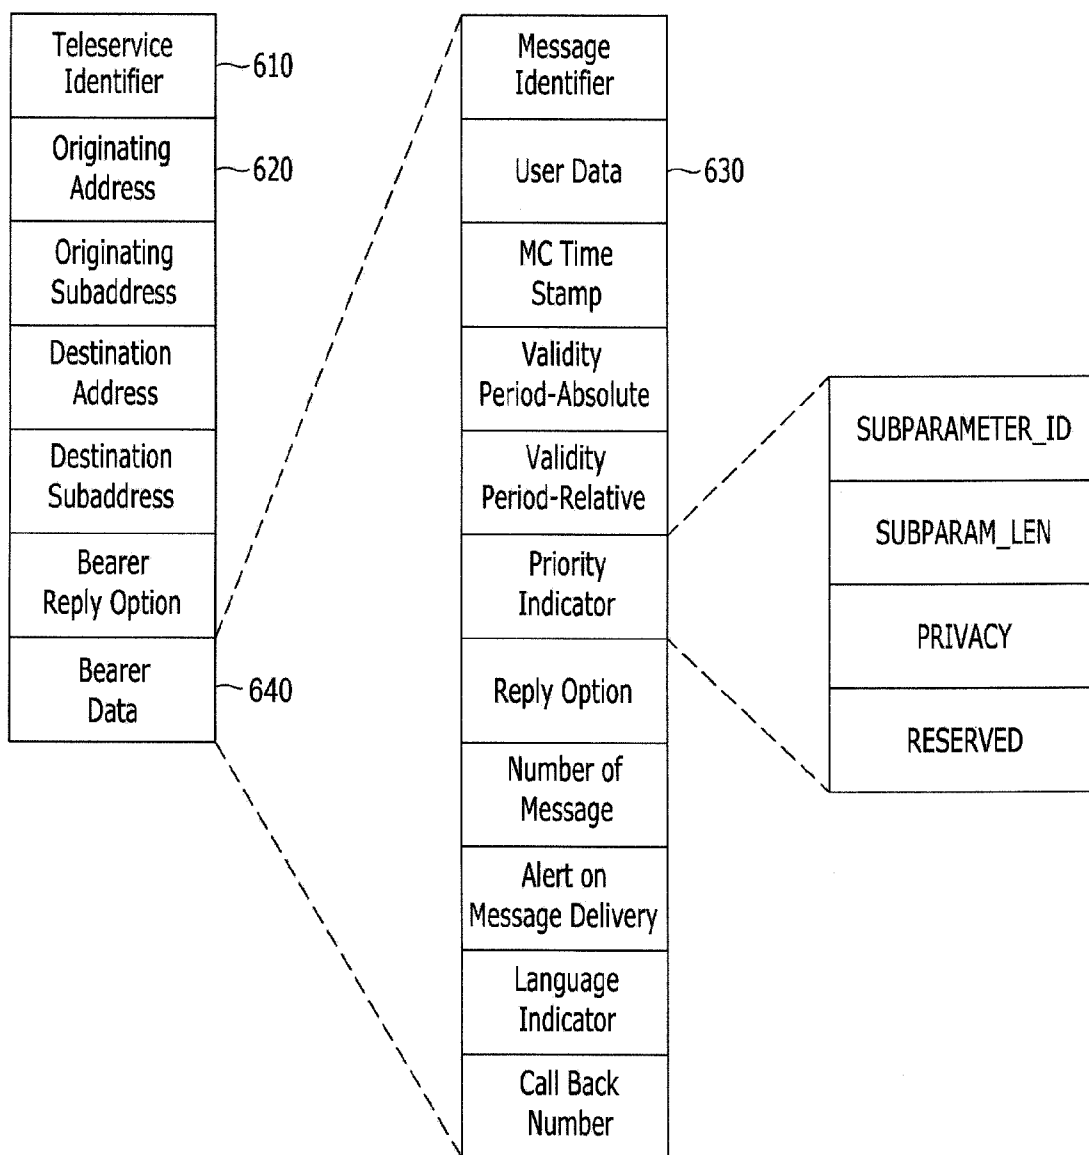 Teleservice
Identifier
610
Originating
Address
620
Originating
Subaddress
Destination
Address
Destination
Subaddress
Bearer
Reply Option
Bearer
Data
640
Message
Identifier
User Data
630
MC Time
Stamp
Validity
Period-Absolute
Validity
Period-Relative
Priority
Indicator
Reply Option
Number of
Message
Alert on
Message Delivery
Language
Indicator
Call Back
Number
SUBPARAMETER_ID
SUBPARAM_LEN
PRIVACY
RESERVED